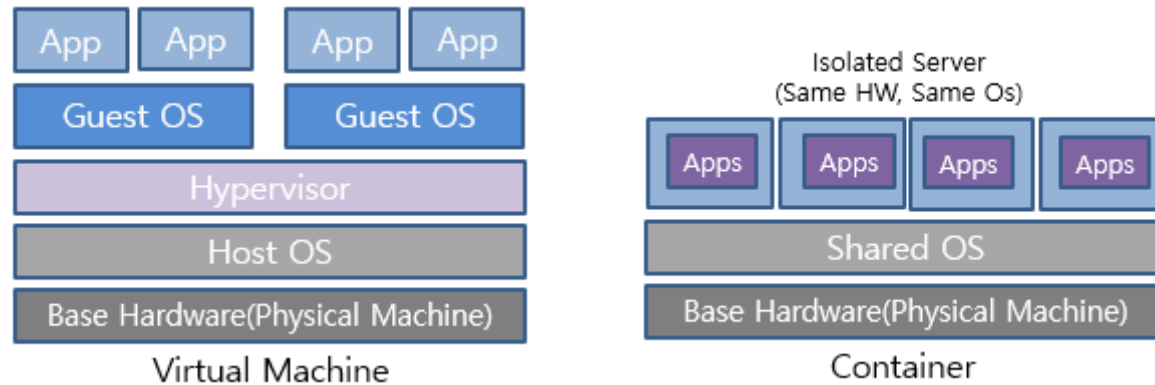 App App App App
Guest OS Guest OS
Hypervisor
Host OS
Base Hardware(Physical Machine)
Virtual Machine
Isolated Server
(Same HW, Same Os)
Apps Apps Apps Apps
Shared OS
Base Hardware(Physical Machine)
Container